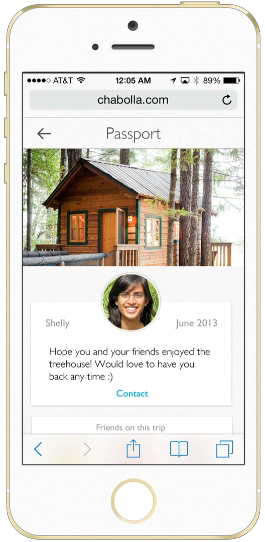 AT&T 12:05 AM 89%
chabolla.com
Passport
Shelly June 2013
Hope you and your friends enjoyed the
treehouse! Would love to have you
back any time :)
Contact
Friends on this trip